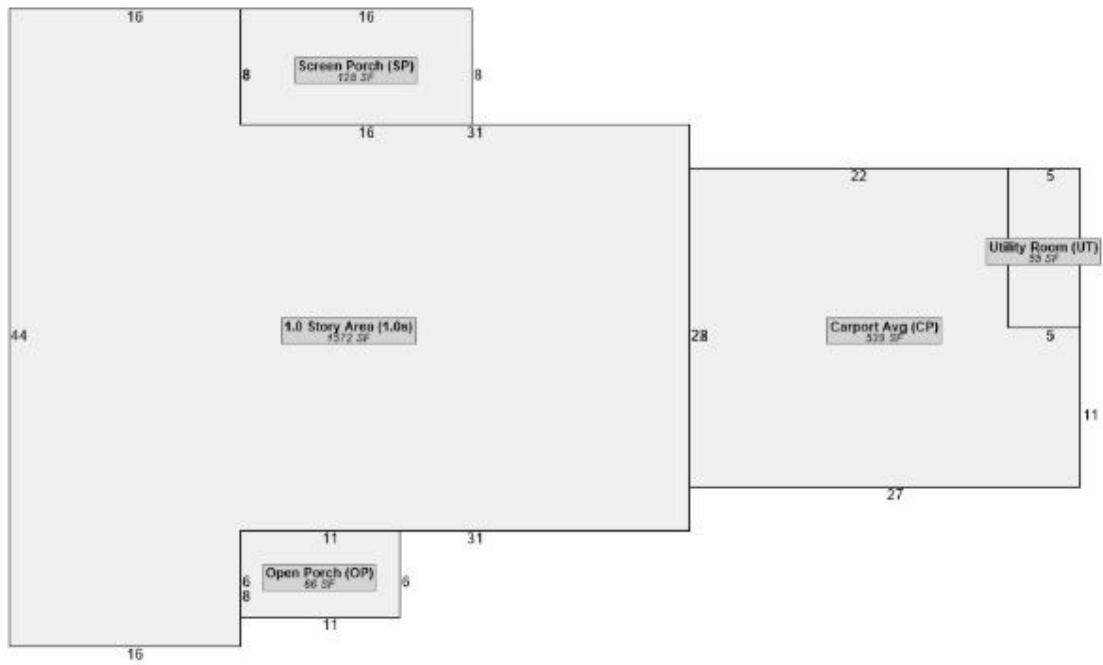 16
16
Screen Porch (SP)
128 SF
8
8
16
31
22
5
Utility Room (UT)
55 SF
44
1.0 Story Area (1.0s)
1572 SF
Carport Avg (CP)
539 SF
5
11
27
11
31
Open Porch (OP)
66 SF
6
8
6
11
16